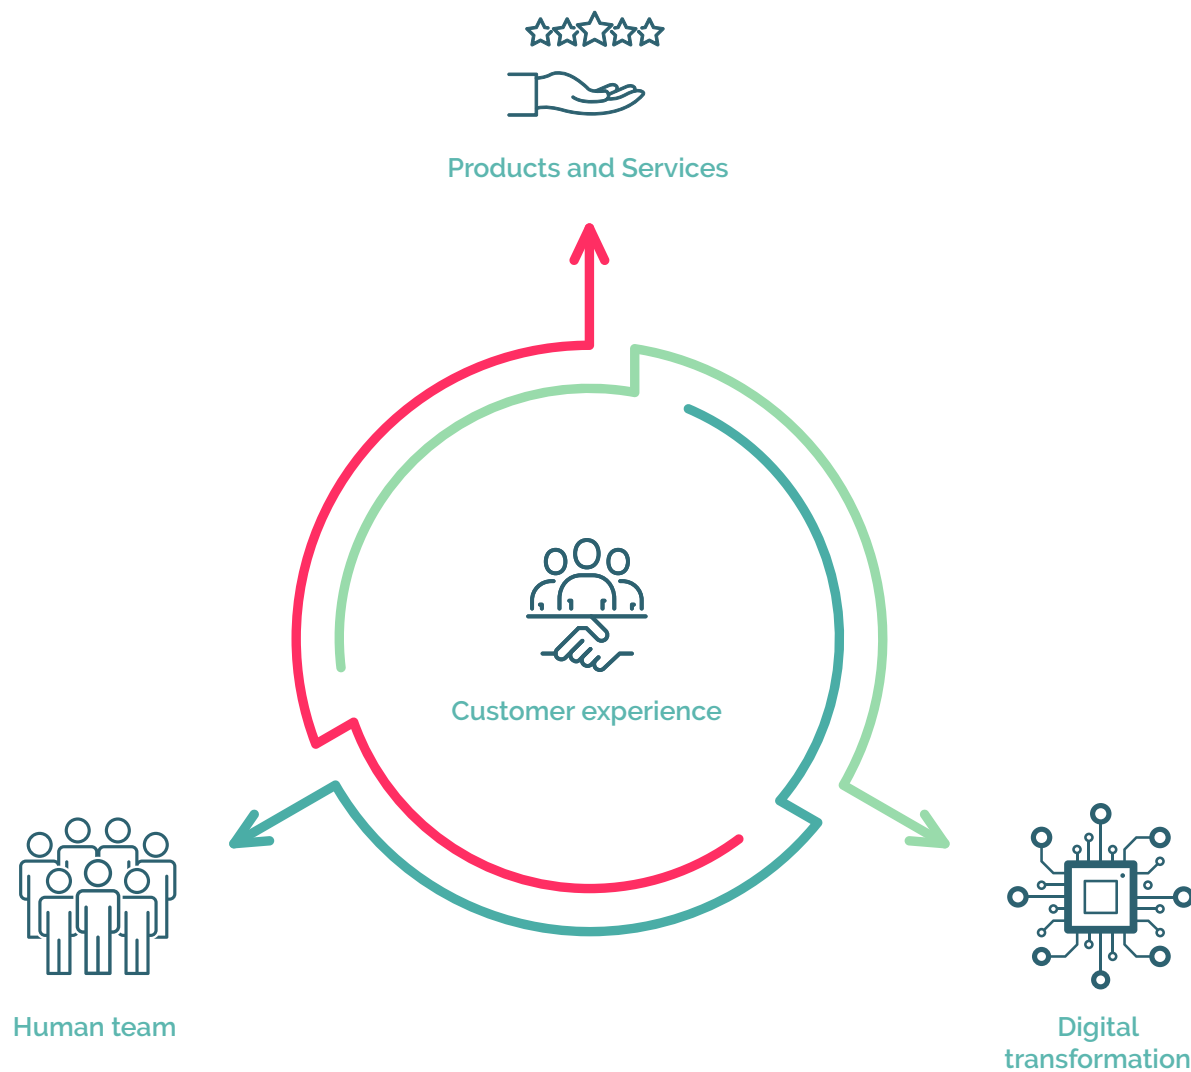 Products and Services
Customer experience
Human team
Digital
transformation